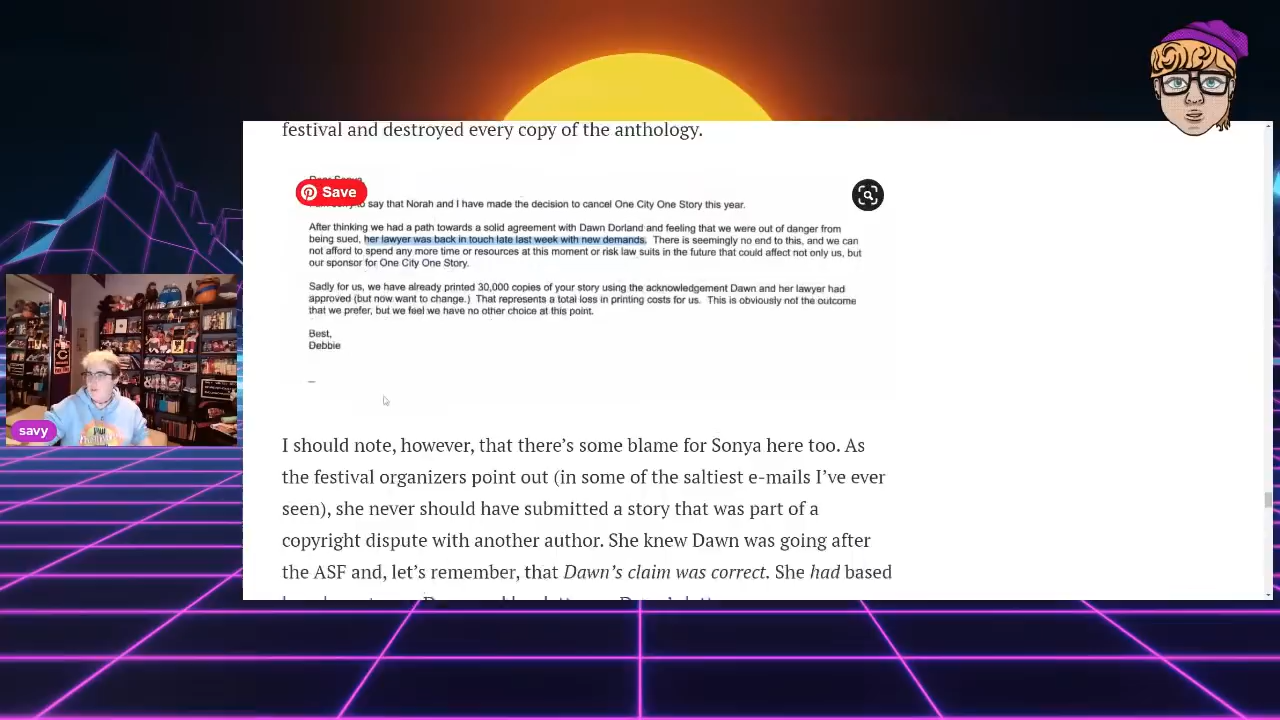 festival and destroyed every copy of the anthology.
Save
to say that Norah and I have made the decision to cancel One City One Story this year.
After thinking we had a path towards a solid agreement with Dawn Dorland and feeling that we were out of danger from
being sued, her lawyer was back in touch late last week with new demands. There is seemingly no end to this, and we can
not afford to spend any more time or resources at this moment or risk law suits in the future that could affect not only us, but
our sponsor for One City One Story.
Sadly for us, we have already printed 30,000 copies of your story using the acknowledgement Dawn and her lawyer had
approved (but now want to change.) That represents a total loss in printing costs for us. This is obviously not the outcome
that we prefer, but we feel we have no other choice at this point.
Best,
Debbie
savy
I should note, however, that there's some blame for Sonya here too. As
the festival organizers point out (in some of the saltiest e-mails I've ever
seen), she never should have submitted a story that was part of a
copyright dispute with another author. She knew Dawn was going after
the ASF and, let's remember, that Dawn's claim was correct. She had based